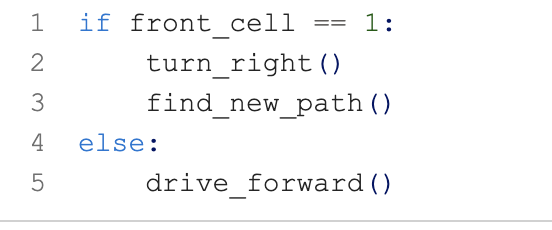 1 if front_cell == 1:
2     turn_right()
3     find_new_path()
4 else:
5     drive_forward()